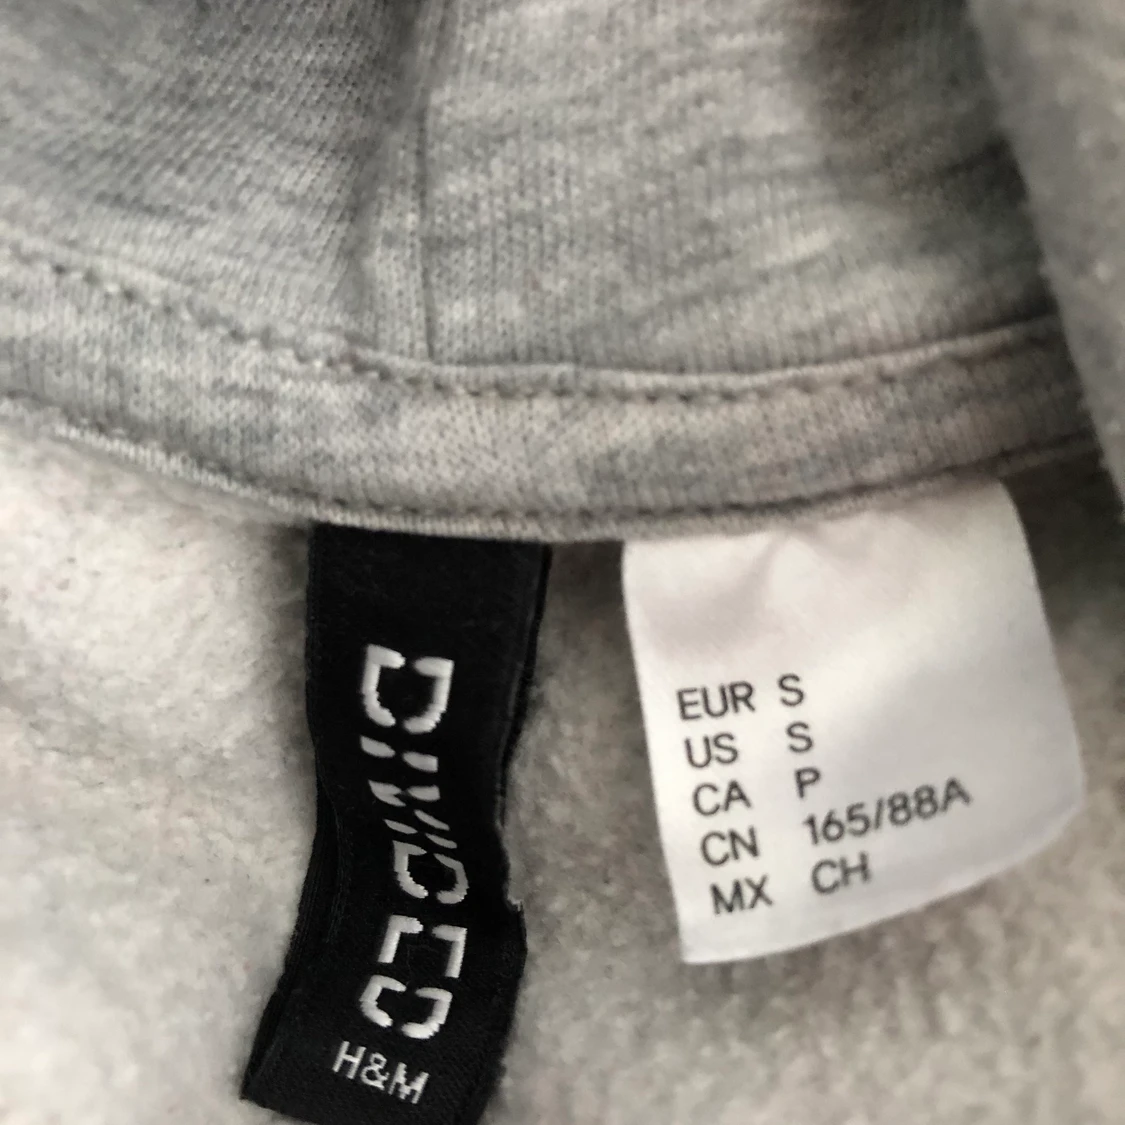 DIVIDED
H&M
EUR S
US S
CA P
CN 165/88A
MX CH